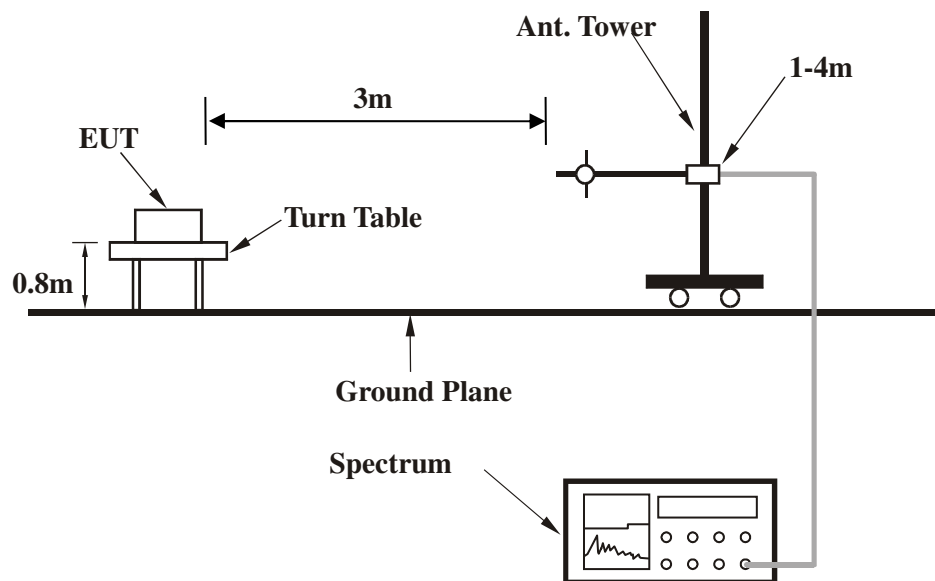 Ant. Tower
1-4m
3m
EUT
Turn Table
0.8m
Ground Plane
Spectrum